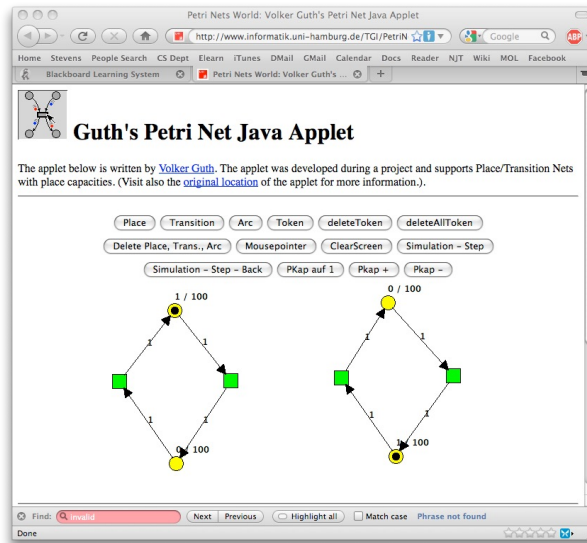 Petri Nets World: Volker Guth's Petri Net Java Applet
http://www.informatik.uni-hamburg.de/TGI/PetriN
Google
ABP
Home Stevens People Search CS Dept Elearn iTunes DMail GMail Calendar Docs Reader NJT Wiki MOL Facebook
Blackboard Learning System
Petri Nets World: Volker Guth's ...
Guth's Petri Net Java Applet
The applet below is written by Volker Guth. The applet was developed during a project and supports Place/Transition Nets
with place capacities. (Visit also the original location of the applet for more information.).
Place Transition Arc Token deleteToken deleteAllToken
Delete Place, Trans., Arc Mousepointer ClearScreen Simulation - Step
Simulation - Step - Back PKap auf 1 Pkap + Pkap -
1 / 100 0 / 100
1 1 1 1
1 1 1 1
0 / 100 1 / 100
Find: invalid Next Previous Highlight all Match case Phrase not found
Done